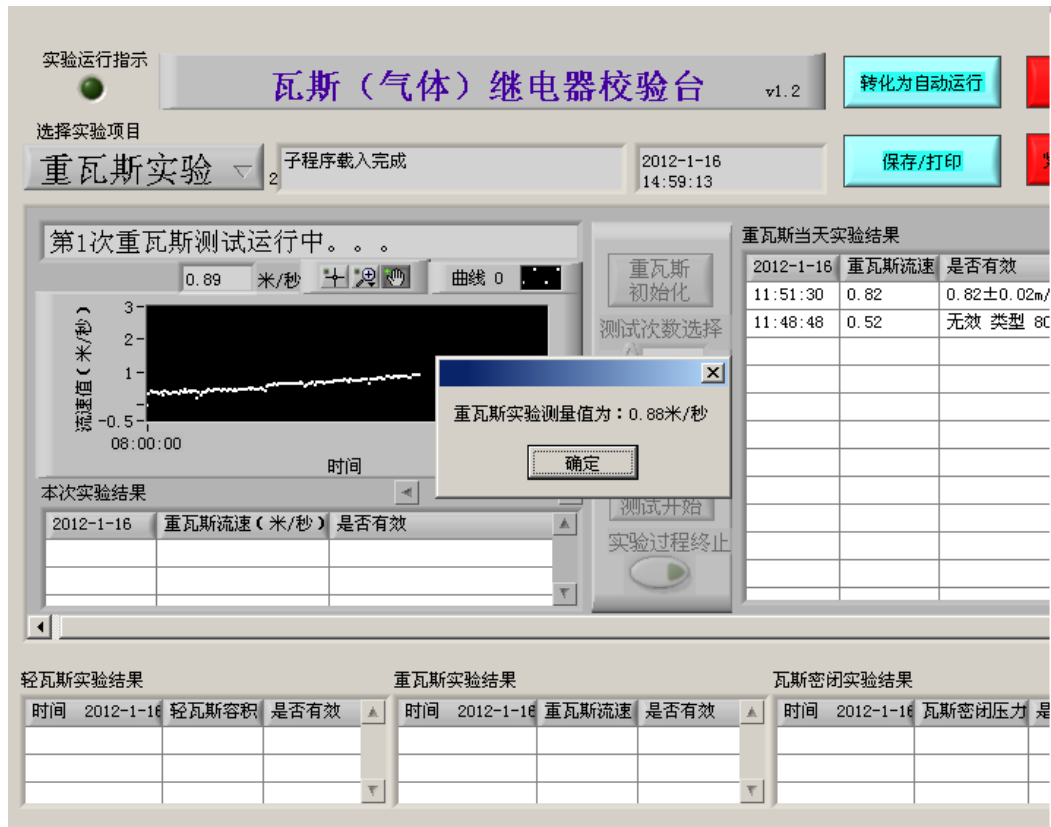 实验运行指示
瓦斯（气体）继电器校验台 v1.2
转化为自动运行
选择实验项目
重瓦斯实验
2
子程序载入完成
2012-1-16
14:59:13
保存/打印
第1次重瓦斯测试运行中。。。
0.89 米/秒
曲线 0
流速值(米/秒)
3
2
1
-0.5
08:00:00
时间
重瓦斯
初始化
测试次数选择
重瓦斯实验测量值为：0.88米/秒
确定
测试开始
实验过程终止
本次实验结果
2012-1-16 重瓦斯流速(米/秒) 是否有效
重瓦斯当天实验结果
2012-1-16 重瓦斯流速 是否有效
11:51:30 0.82 0.82±0.02m/
11:48:48 0.52 无效 类型 80
轻瓦斯实验结果
时间 2012-1-16 轻瓦斯容积 是否有效
重瓦斯实验结果
时间 2012-1-16 重瓦斯流速 是否有效
瓦斯密闭实验结果
时间 2012-1-16 瓦斯密闭压力 是